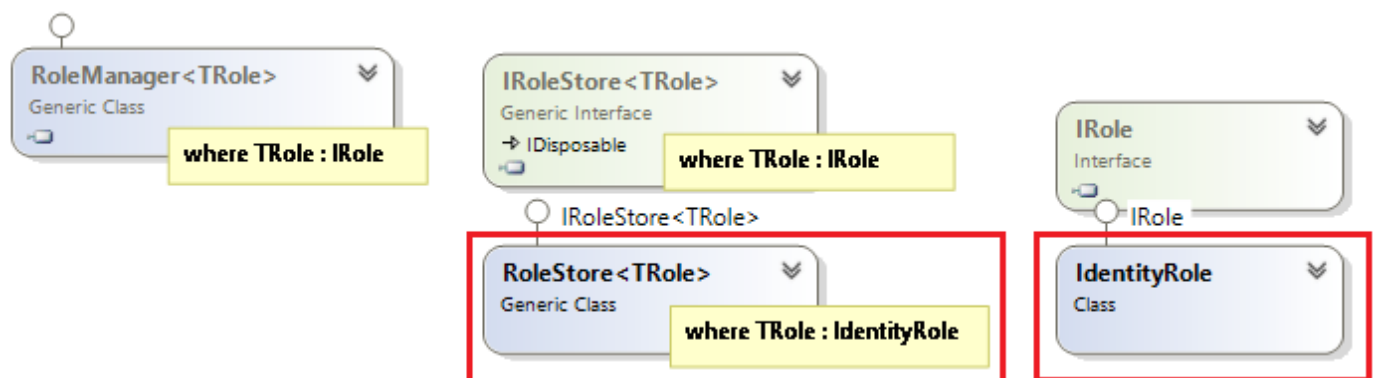 RoleManager<TRole>
Generic Class
where TRole : IRole
IRoleStore<TRole>
Generic Interface
IDisposable
where TRole : IRole
IRoleStore<TRole>
RoleStore<TRole>
Generic Class
where TRole : IdentityRole
IRole
Interface
IRole
IdentityRole
Class